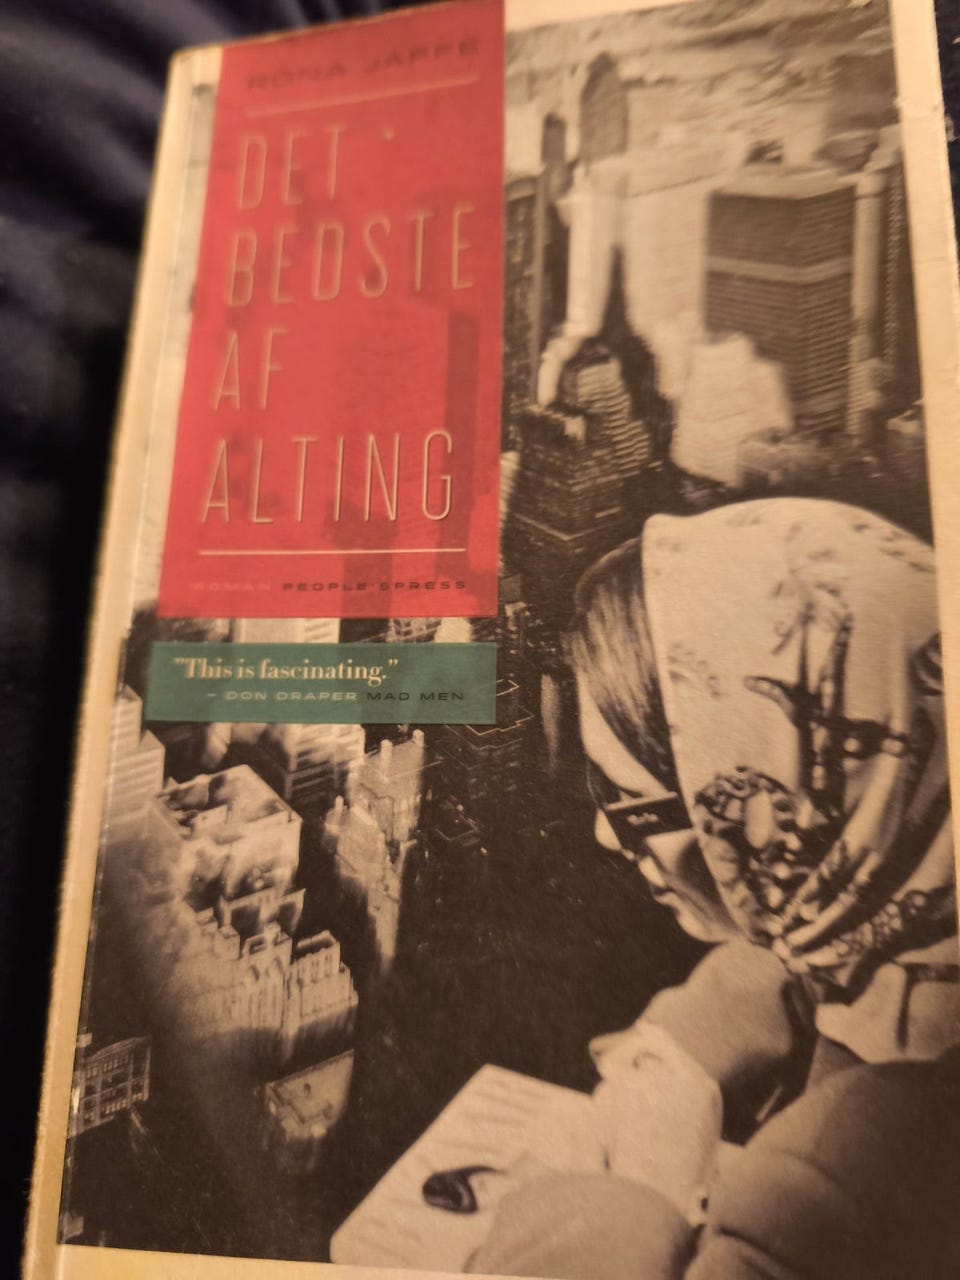 RONA JAFFE
DET
BEDSTE
AF
ALTING
ROMAN PEOPLE'SPRESS
"This is fascinating."
- DON DRAPER MAD MEN